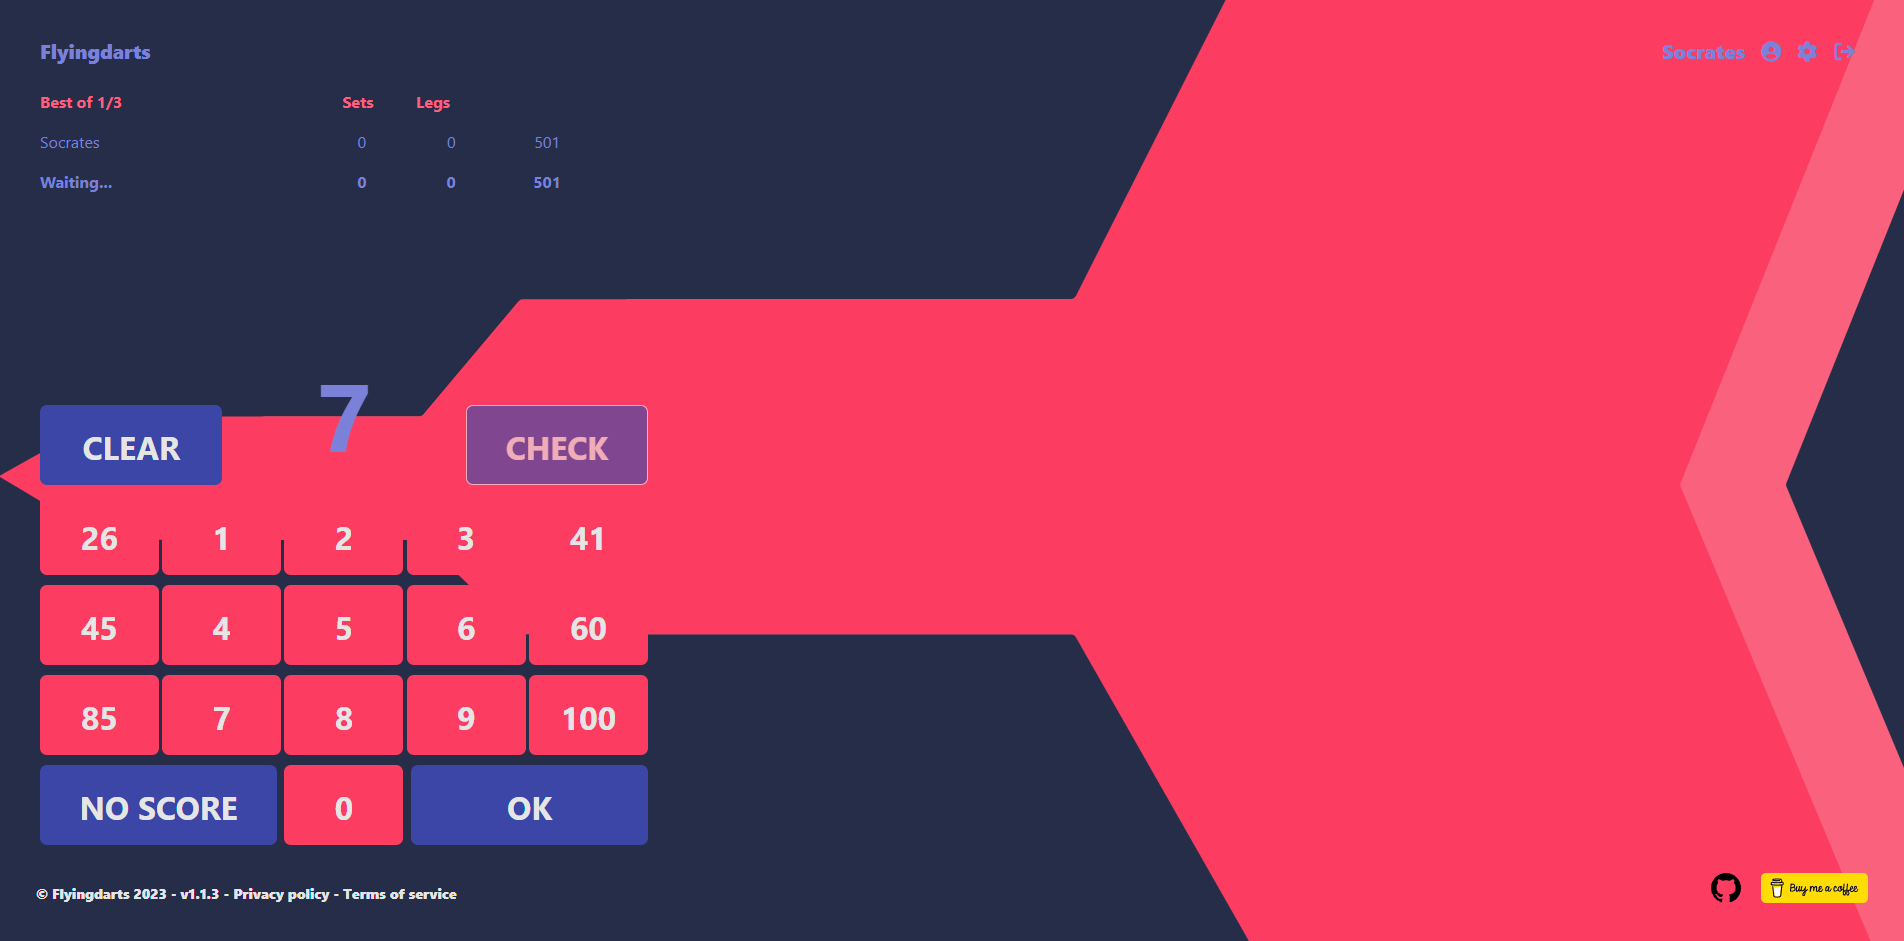 Flyingdarts Socrates
Best of 1/3 Sets Legs
Socrates 0 0 501
Waiting... 0 0 501
7
CLEAR CHECK
26 1 2 3 41
45 4 5 6 60
85 7 8 9 100
NO SCORE 0 OK
© Flyingdarts 2023 - v1.1.3 - Privacy policy - Terms of service
Buy me a coffee